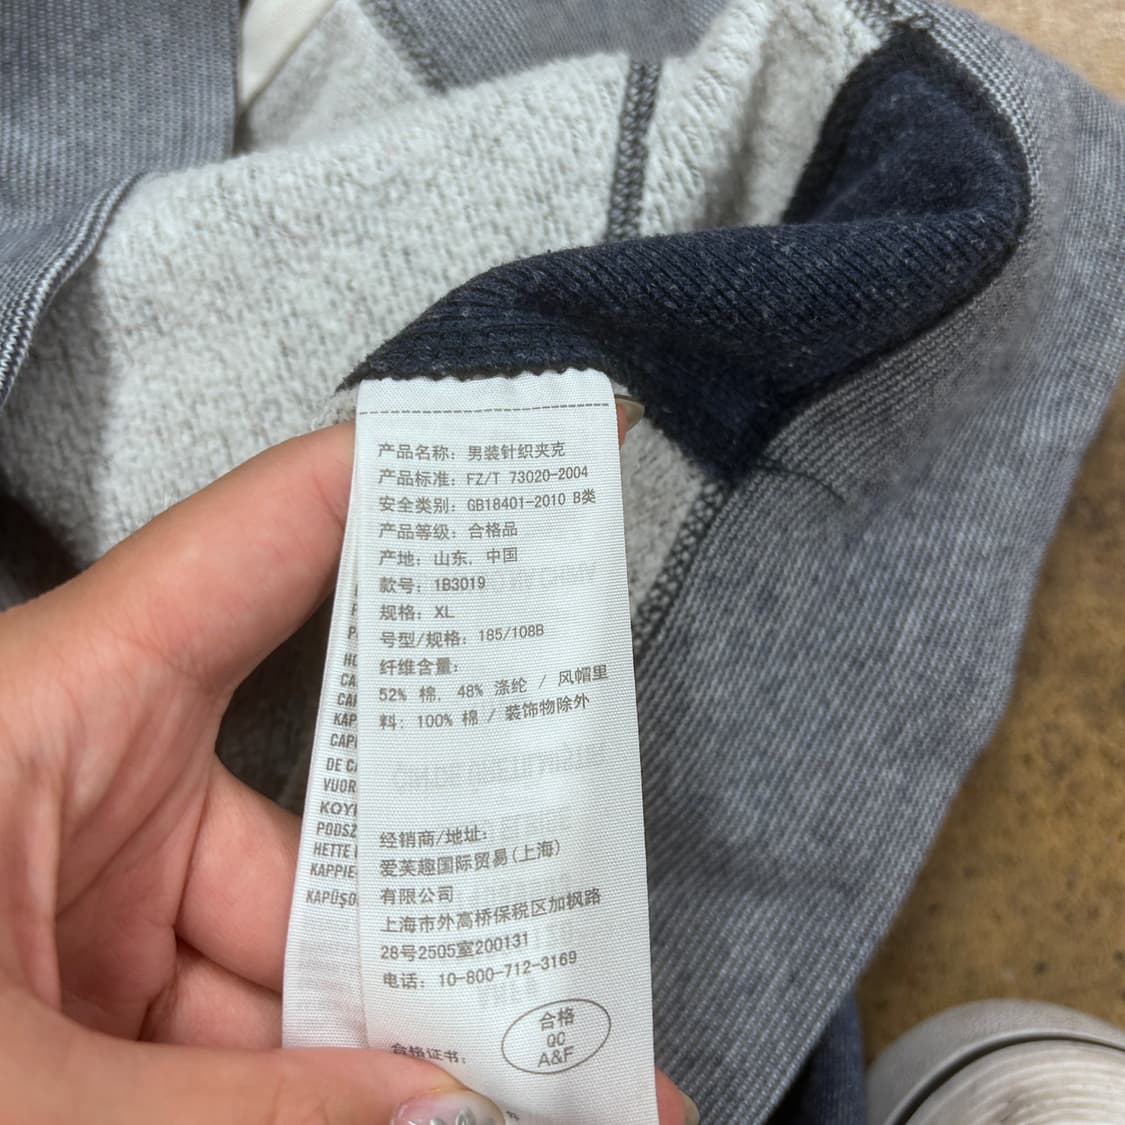 产品名称: 男装针织夹克
产品标准: FZ/T 73020-2004
安全类别: GB18401-2010 B类
产品等级: 合格品
产地: 山东, 中国
款号: 1B3019
规格: XL
号型/规格: 185/108B
纤维含量:
52% 棉, 48% 涤纶 / 风帽里
料: 100% 棉 / 装饰物除外
经销商/地址:
爱芙趣国际贸易(上海)
有限公司
上海市外高桥保税区加枫路
28号2505室200131
电话: 10-800-712-3169
合格
QC
A&F
合格证书:
DE
VUOR
PODSZ
HETTE
KAPPIE
KAPÜŞO